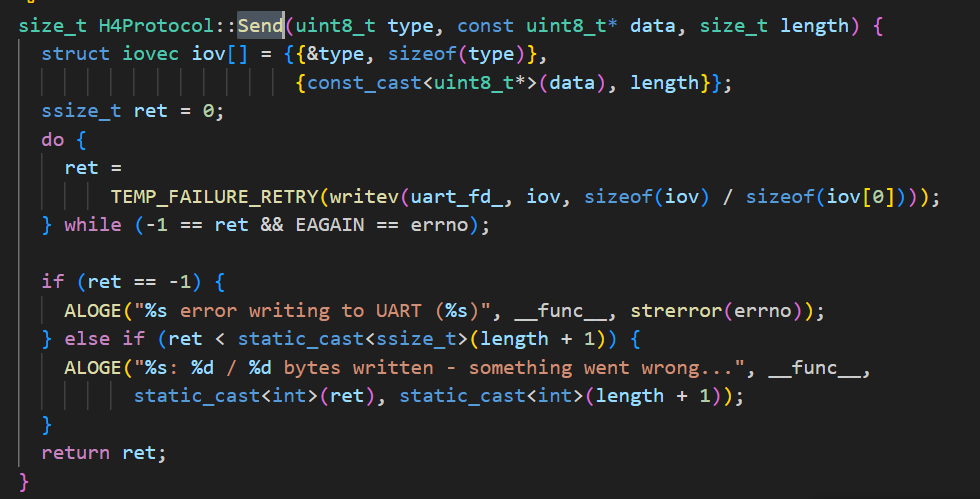 size_t H4Protocol::Send(uint8_t type, const uint8_t* data, size_t length) {
  struct iovec iov[] = {{&type, sizeof(type)},
                        {const_cast<uint8_t*>(data), length}};
  ssize_t ret = 0;
  do {
    ret =
        TEMP_FAILURE_RETRY(writev(uart_fd_, iov, sizeof(iov) / sizeof(iov[0])));
  } while (-1 == ret && EAGAIN == errno);

  if (ret == -1) {
    ALOGE("%s error writing to UART (%s)", __func__, strerror(errno));
  } else if (ret < static_cast<ssize_t>(length + 1)) {
    ALOGE("%s: %d / %d bytes written - something went wrong...", __func__,
          static_cast<int>(ret), static_cast<int>(length + 1));
  }
  return ret;
}